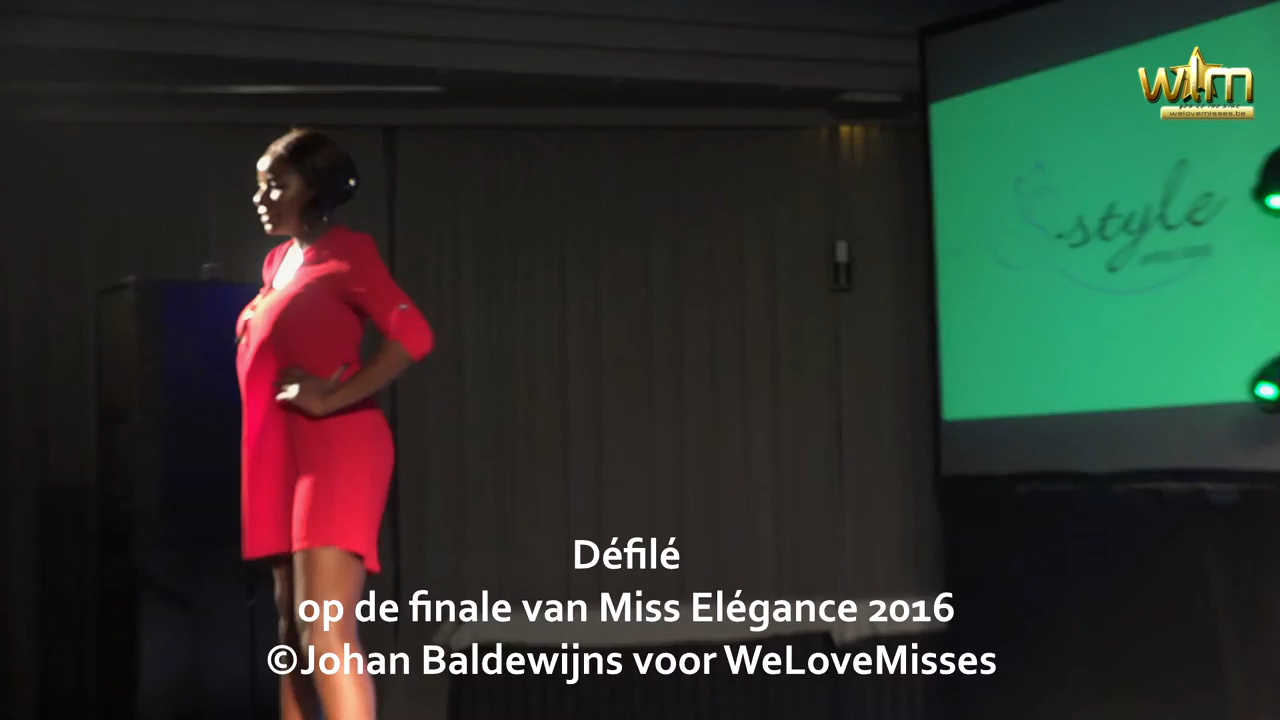 wlm
welovemisses.be
style
Défilé
op de finale van Miss Elégance 2016
©Johan Baldewijns voor WeLoveMisses